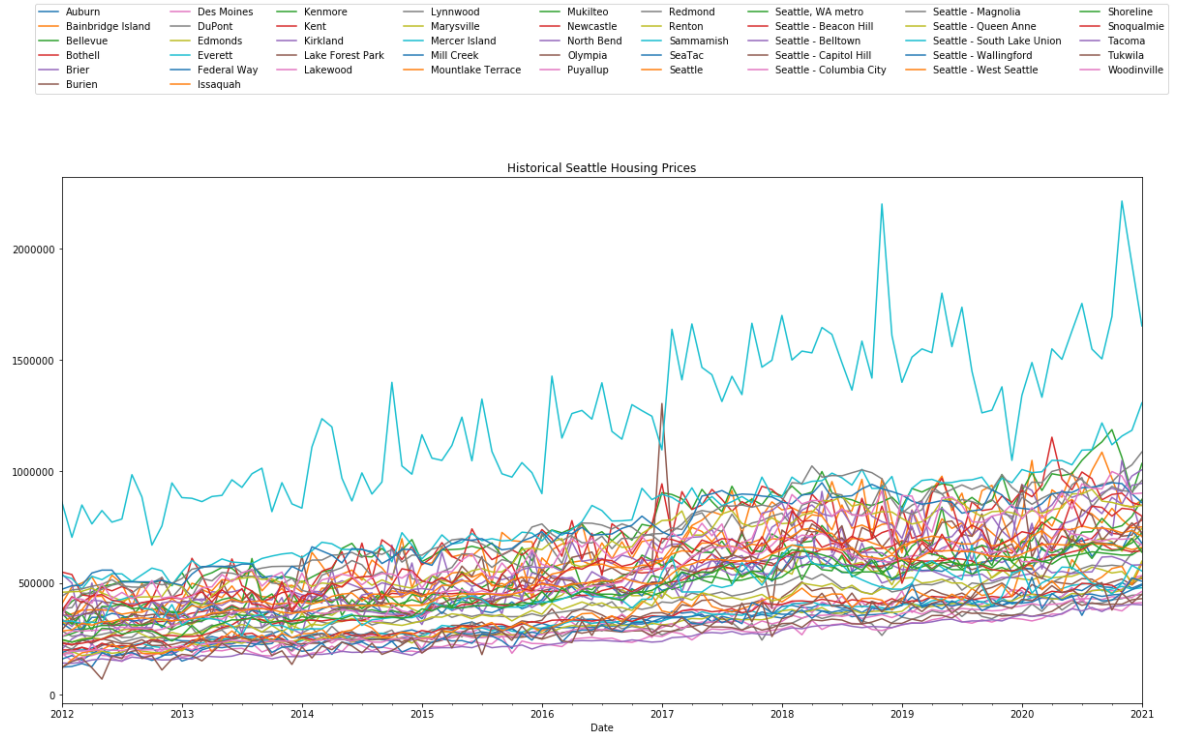 Auburn Des Moines Kenmore Lynnwood Mukilteo Redmond Seattle, WA metro Seattle - Magnolia Shoreline
Bainbridge Island DuPont Kent Marysville Newcastle Renton Seattle - Beacon Hill Seattle - Queen Anne Snoqualmie
Bellevue Edmonds Kirkland Mercer Island North Bend Sammamish Seattle - Belltown Seattle - South Lake Union Tacoma
Bothell Everett Lake Forest Park Mill Creek Olympia SeaTac Seattle - Capitol Hill Seattle - Wallingford Tukwila
Brier Federal Way Lakewood Mountlake Terrace Puyallup Seattle Seattle - Columbia City Seattle - West Seattle Woodinville
Burien Issaquah
Historical Seattle Housing Prices
2000000
1500000
1000000
500000
0
2012 2013 2014 2015 2016 2017 2018 2019 2020 2021
Date